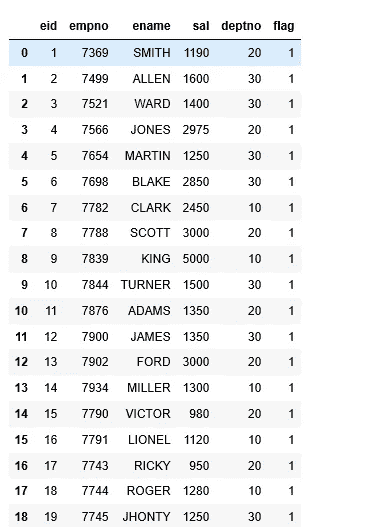 eid empno ename sal deptno flag
0 1 7369 SMITH 1190 20 1
1 2 7499 ALLEN 1600 30 1
2 3 7521 WARD 1400 30 1
3 4 7566 JONES 2975 20 1
4 5 7654 MARTIN 1250 30 1
5 6 7698 BLAKE 2850 30 1
6 7 7782 CLARK 2450 10 1
7 8 7788 SCOTT 3000 20 1
8 9 7839 KING 5000 10 1
9 10 7844 TURNER 1500 30 1
10 11 7876 ADAMS 1350 20 1
11 12 7900 JAMES 1350 30 1
12 13 7902 FORD 3000 20 1
13 14 7934 MILLER 1300 10 1
14 15 7790 VICTOR 980 20 1
15 16 7791 LIONEL 1120 10 1
16 17 7743 RICKY 950 20 1
17 18 7744 ROGER 1280 10 1
18 19 7745 JHONTY 1250 30 1